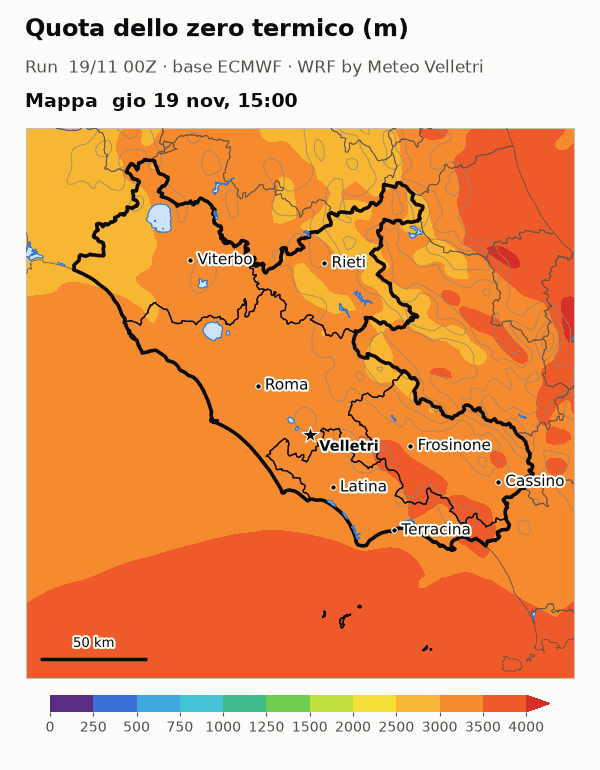 Quota dello zero termico (m)
Run 19/11 00Z · base ECMWF · WRF by Meteo Velletri
Mappa gio 19 nov, 15:00
Viterbo
Rieti
Roma
Velletri
Frosinone
Latina
Cassino
Terracina
50 km
0 250 500 750 1000 1250 1500 2000 2500 3000 3500 4000